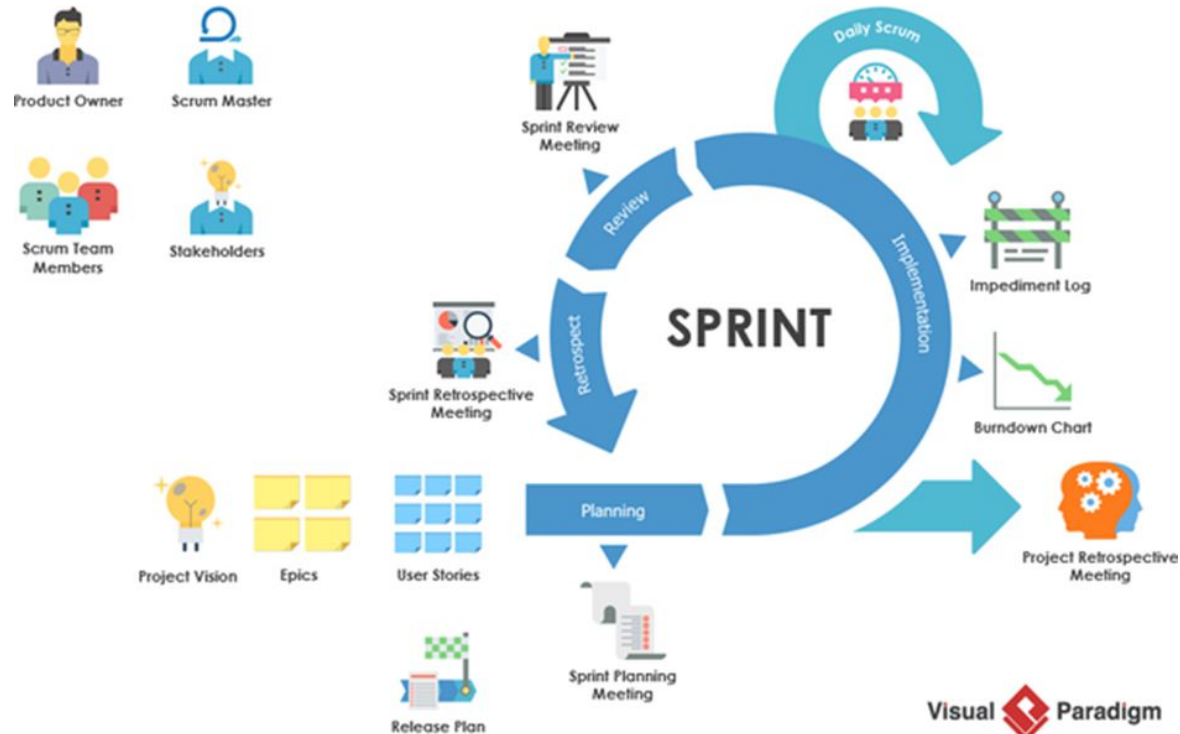 Product Owner
Scrum Master
Scrum Team
Members
Stakeholders
Daily Scrum
Sprint Review
Meeting
Review
Implementation
Impediment Log
SPRINT
Retrospect
Sprint Retrospective
Meeting
Burndown Chart
Project Vision
Epics
User Stories
Planning
Project Retrospective
Meeting
Sprint Planning
Meeting
Release Plan
Visual Paradigm